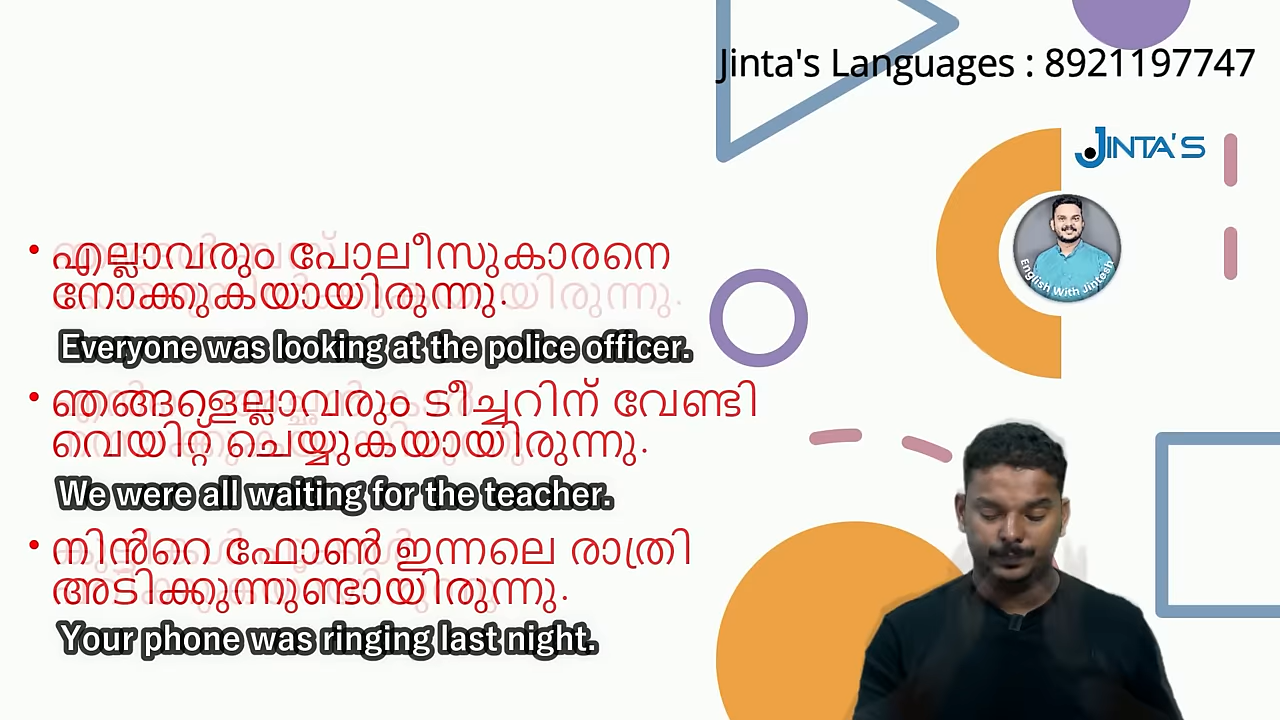 Jinta's Languages : 8921197747
JINTA'S
English With Jintesh
• എല്ലാവരും പോലീസുകാരനെ
നോക്കുകയായിരുന്നു.
Everyone was looking at the police officer.
• ഞങ്ങളെല്ലാവരും ടീച്ചറിന് വേണ്ടി
വെയിറ്റ് ചെയ്യുകയായിരുന്നു.
We were all waiting for the teacher.
• നിൻറെ ഫോൺ ഇന്നലെ രാത്രി
അടിക്കുന്നുണ്ടായിരുന്നു.
Your phone was ringing last night.